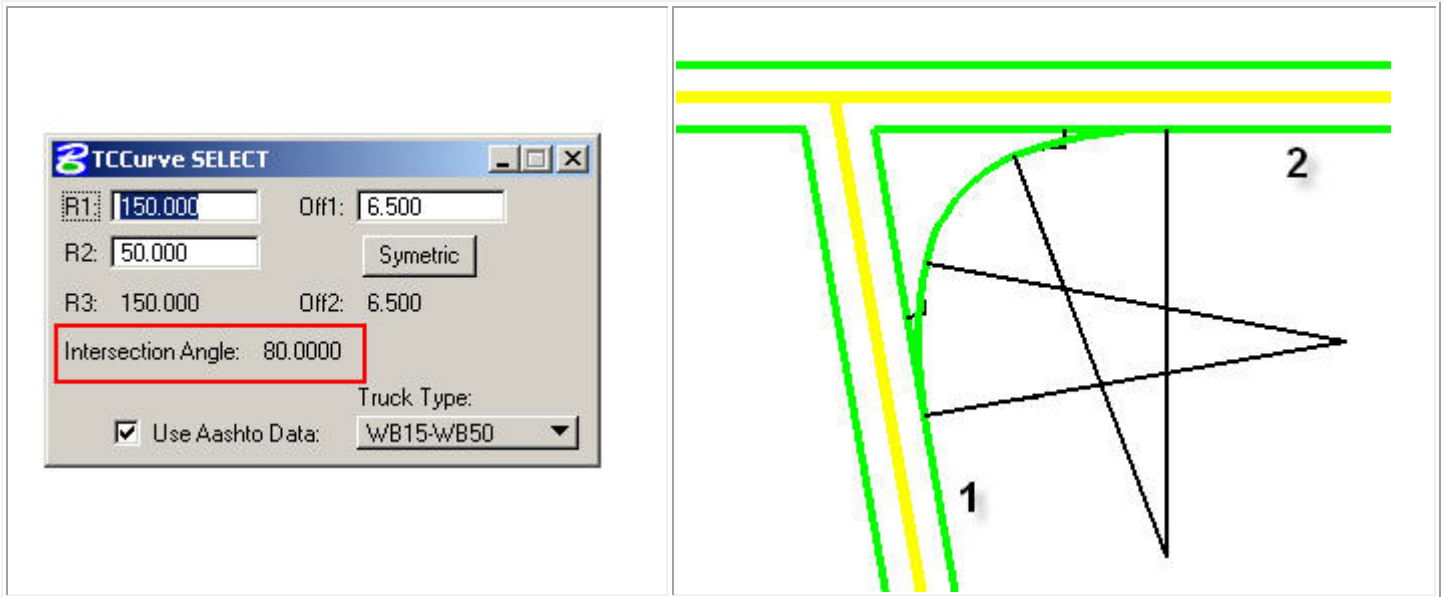 TCCurve SELECT
R1: 150.000 Off1: 6.500
R2: 50.000 Symetric
R3: 150.000 Off2: 6.500
Intersection Angle: 80.0000
Truck Type:
Use Aashto Data: WB15-WB50
2
1